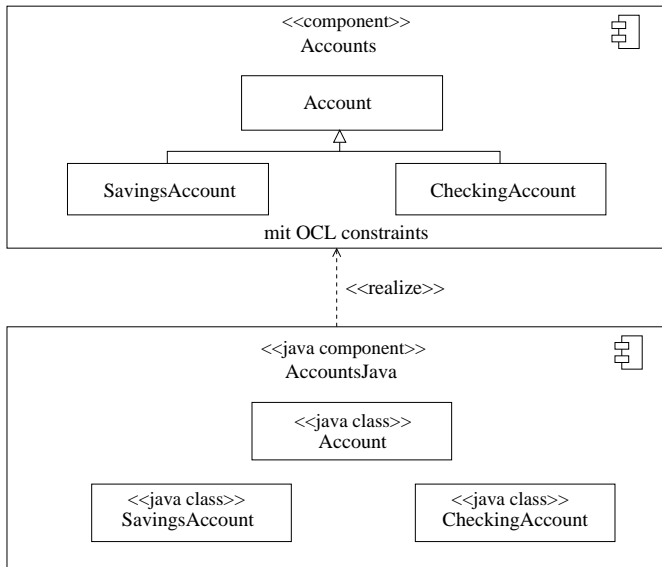 <<component>>
Accounts
Account
SavingsAccount
CheckingAccount
mit OCL constraints
<<realize>>
<<java component>>
AccountsJava
<<java class>>
Account
<<java class>>
SavingsAccount
<<java class>>
CheckingAccount